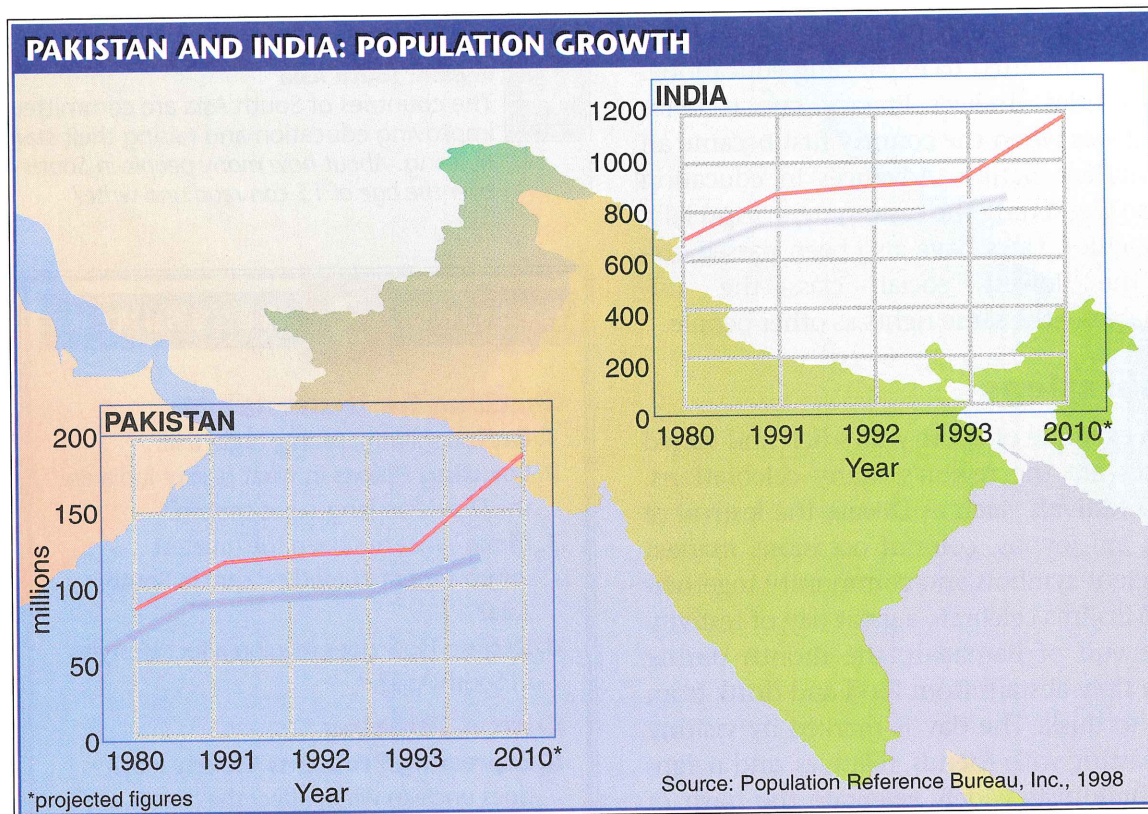 PAKISTAN AND INDIA: POPULATION GROWTH
INDIA
1200
1000
800
600
400
200
0
1980 1991 1992 1993 2010*
Year
PAKISTAN
millions
200
150
100
50
0
1980 1991 1992 1993 2010*
Year
*projected figures
Source: Population Reference Bureau, Inc., 1998